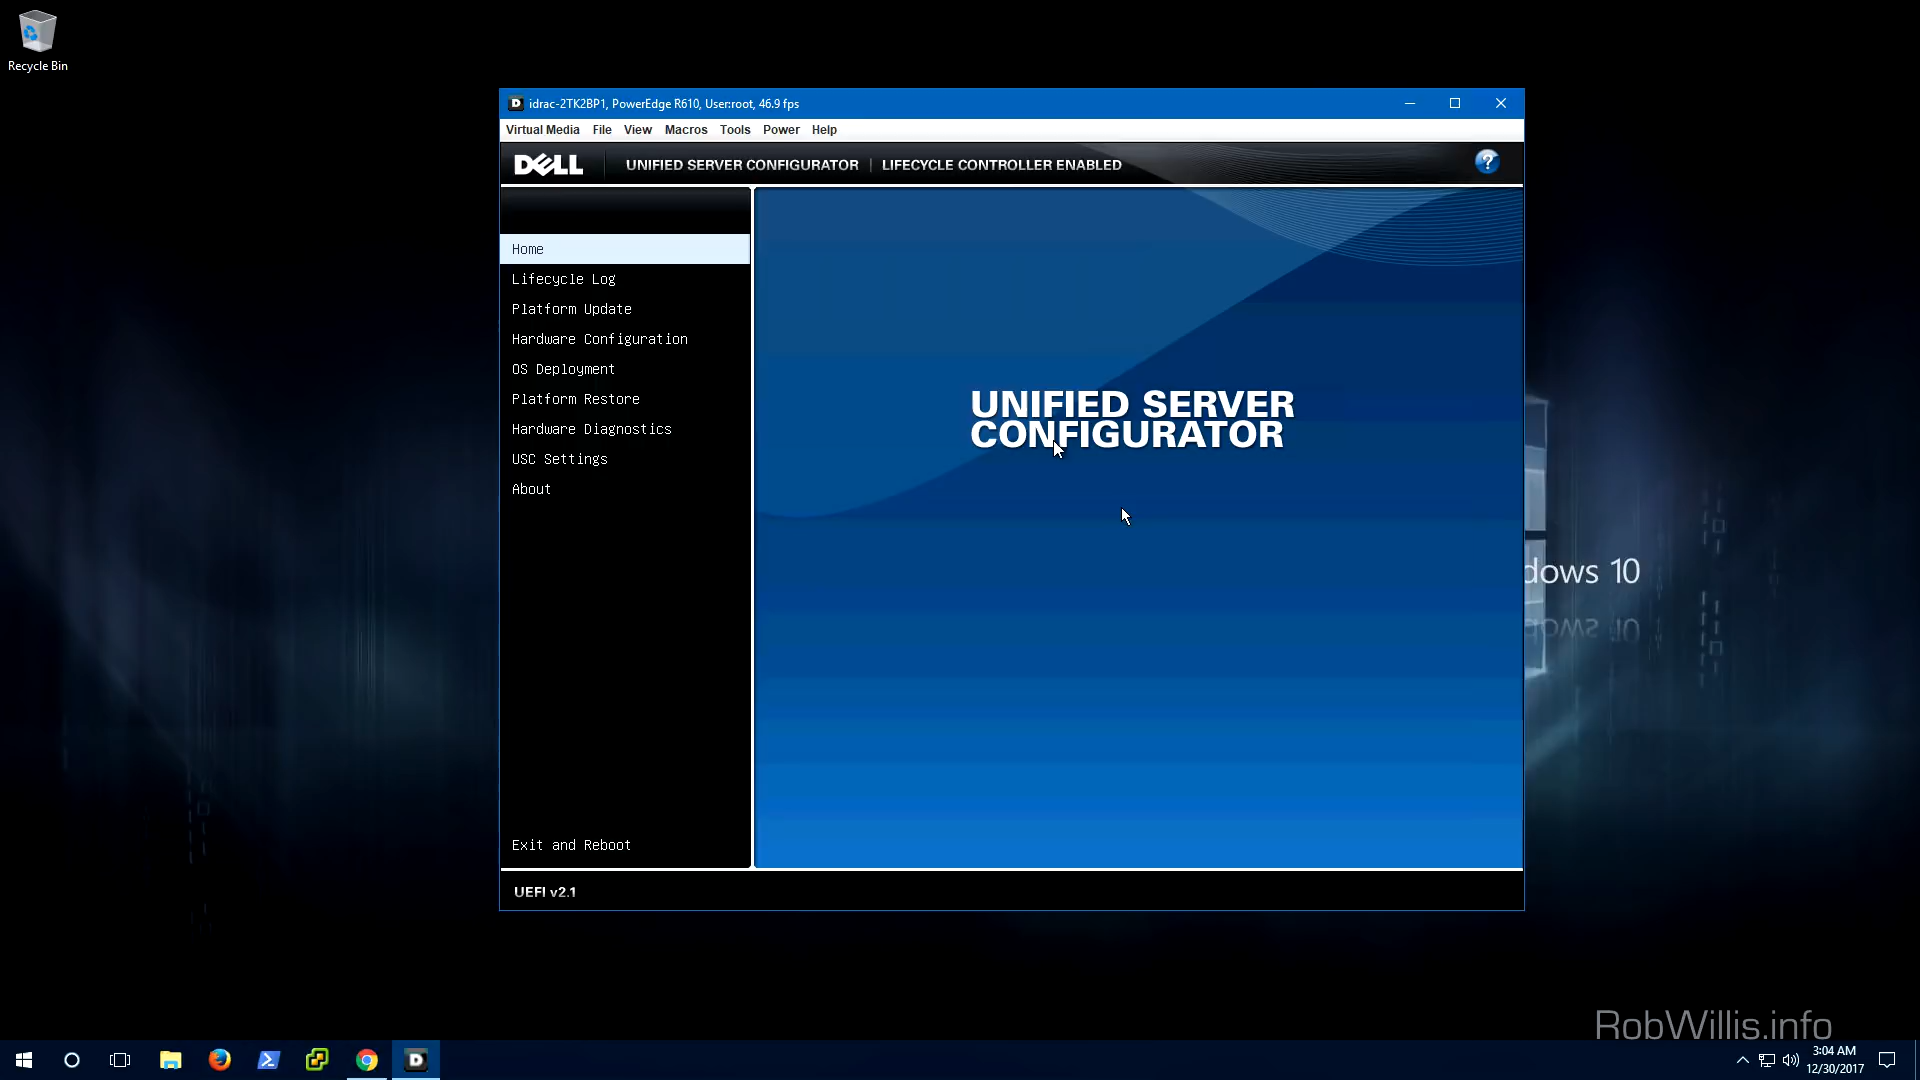 Recycle Bin
idrac-2TK2BP1, PowerEdge R610, User:root, 46.9 fps
Virtual Media File View Macros Tools Power Help
DELL UNIFIED SERVER CONFIGURATOR | LIFECYCLE CONTROLLER ENABLED ?
Home
Lifecycle Log
Platform Update
Hardware Configuration
OS Deployment
Platform Restore
Hardware Diagnostics
USC Settings
About
UNIFIED SERVER
CONFIGURATOR
dows 10
Exit and Reboot
UEFI v2.1
RobWillis.info
3:04 AM
12/30/2017